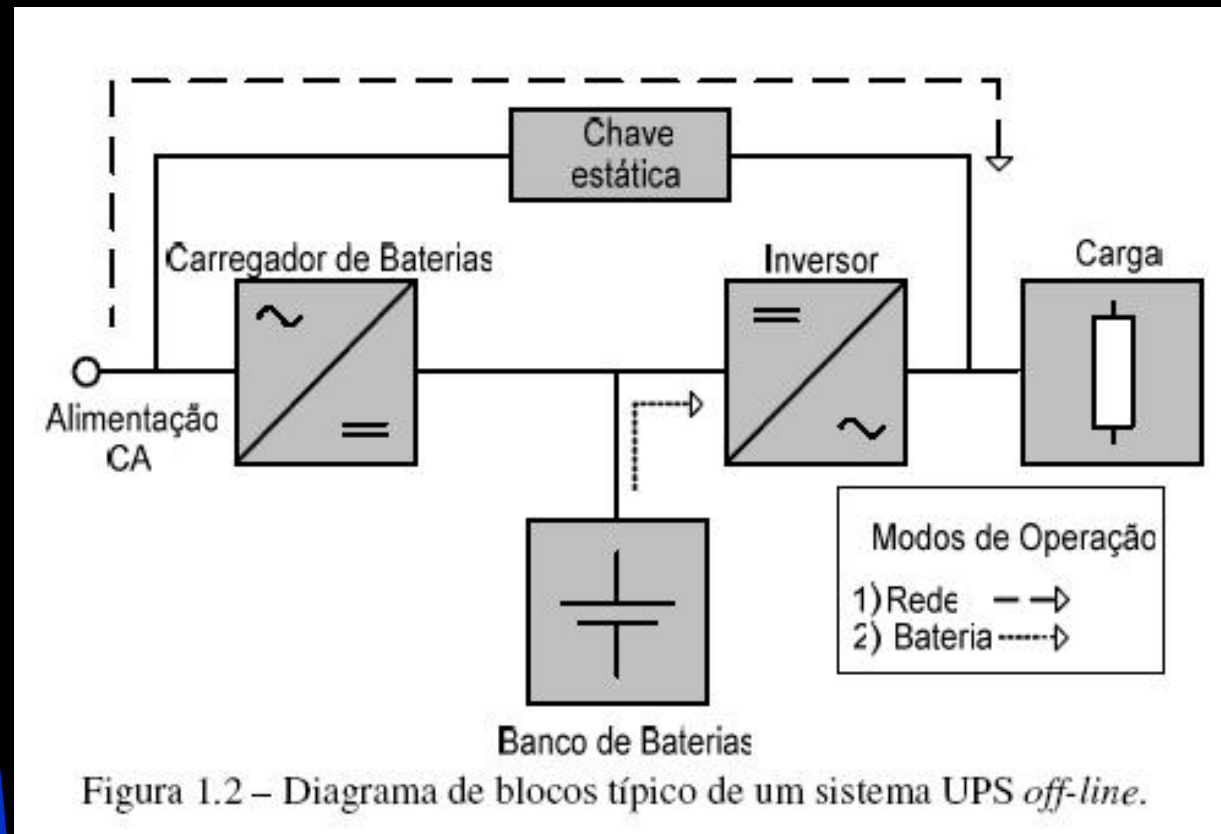 Chave
estática
Carregador de Baterias
Inversor
Carga
Alimentação
CA
Modos de Operação
1) Rede
2) Bateria
Banco de Baterias
Figura 1.2 – Diagrama de blocos típico de um sistema UPS off-line.